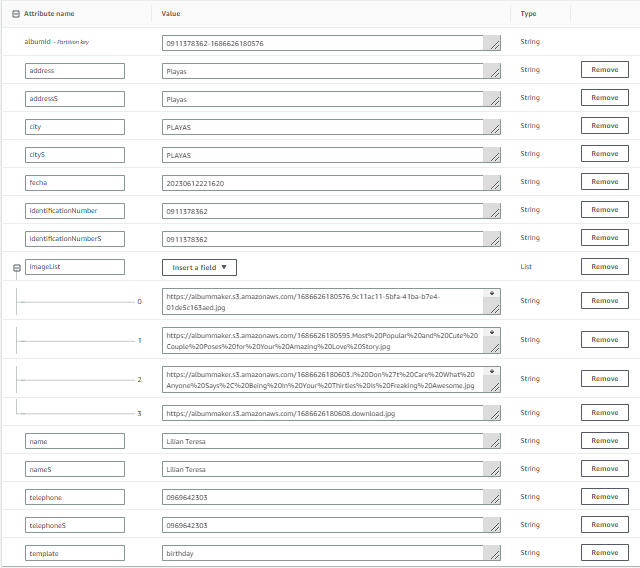 Attribute name Value Type
albumId - Partition key 0911378362-1686626180576 String
address Playas String Remove
addressS Playas String Remove
city PLAYAS String Remove
cityS PLAYAS String Remove
fecha 20230612221620 String Remove
identificationNumber 0911378362 String Remove
identificationNumberS 0911378362 String Remove
imageList Insert a field List Remove
0 https://albummaker.s3.amazonaws.com/1686626180576.9c11ac11-5bfa-41ba-b7e4- String Remove
01de5c163aed.jpg
1 https://albummaker.s3.amazonaws.com/1686626180595.Most%20Popular%20and%20Cute%20 String Remove
Couple%20Poses%20for%20Your%20Amazing%20Love%20Story.jpg
2 https://albummaker.s3.amazonaws.com/1686626180603.I%20Don%27t%20Care%20What%20 String Remove
Anyone%20Says%2C%20Being%20In%20Your%20Thirties%20Is%20Freaking%20Awesome.jpg
3 https://albummaker.s3.amazonaws.com/1686626180608.download.jpg String Remove
name Lilian Teresa String Remove
nameS Lilian Teresa String Remove
telephone 0969642303 String Remove
telephoneS 0969642303 String Remove
template birthday String Remove